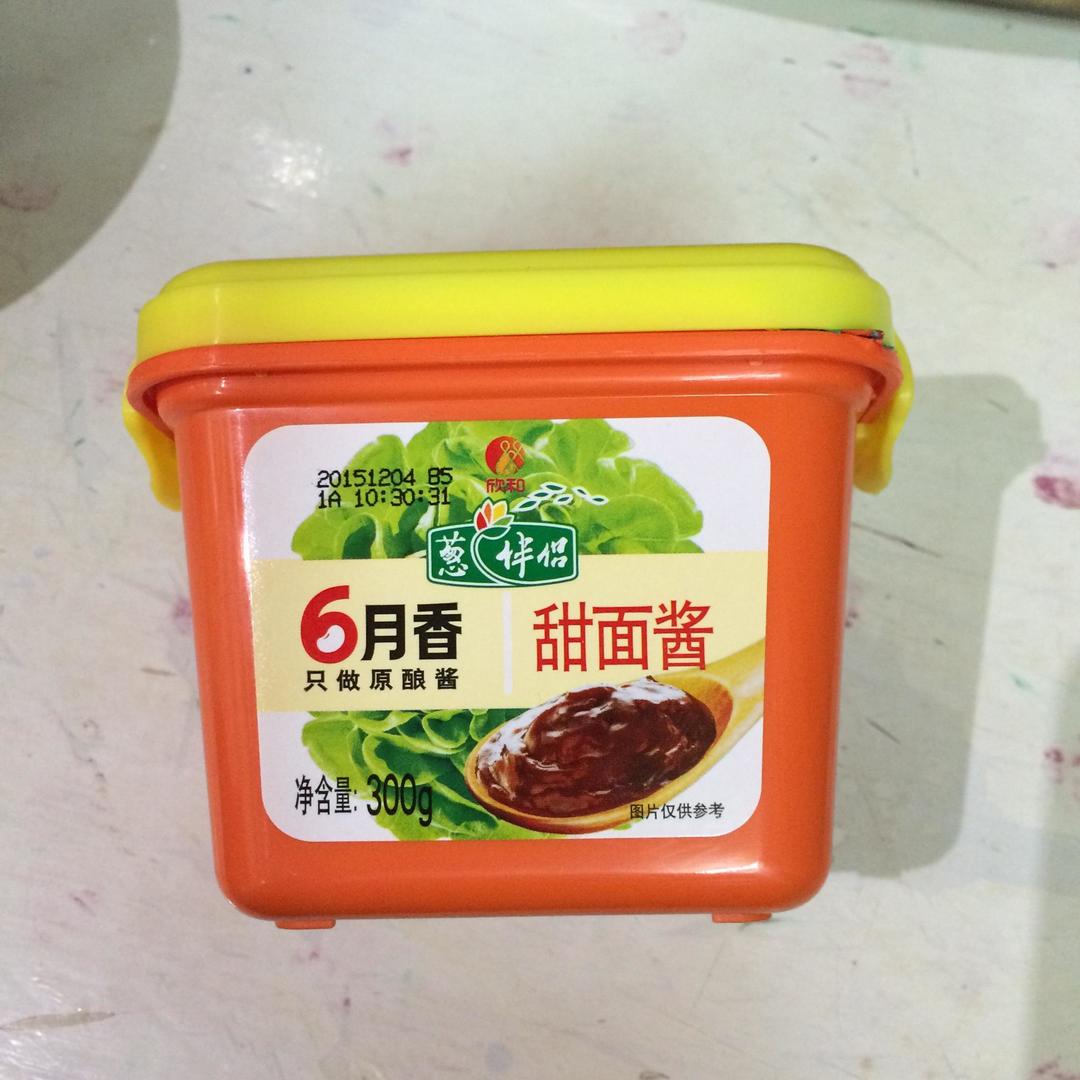 20151204 B5
1A 10:30:31
欣和
葱伴侣
6月香
只做原酿酱
甜面酱
净含量: 300g
图片仅供参考